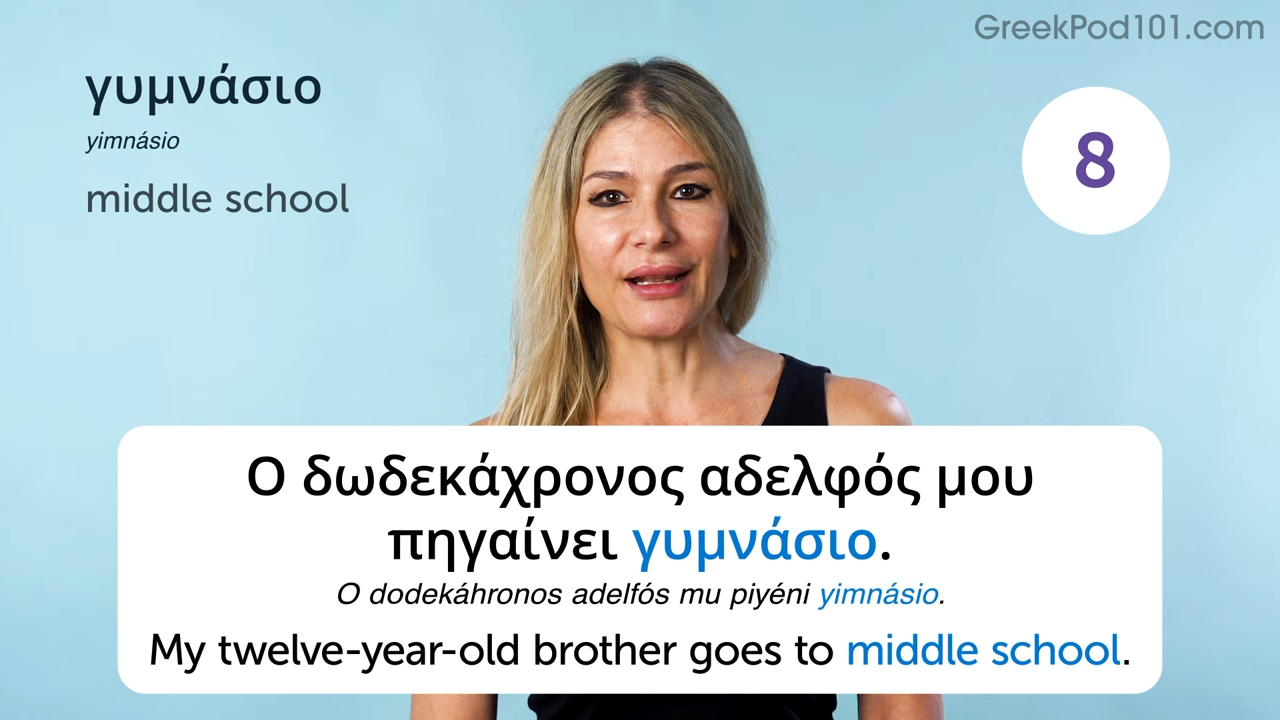 GreekPod101.com
γυμνάσιο
yimnásio
middle school
8
Ο δωδεκάχρονος αδελφός μου
πηγαίνει γυμνάσιο.
O dodekáhronos adelfós mu piyéni yimnásio.
My twelve-year-old brother goes to middle school.